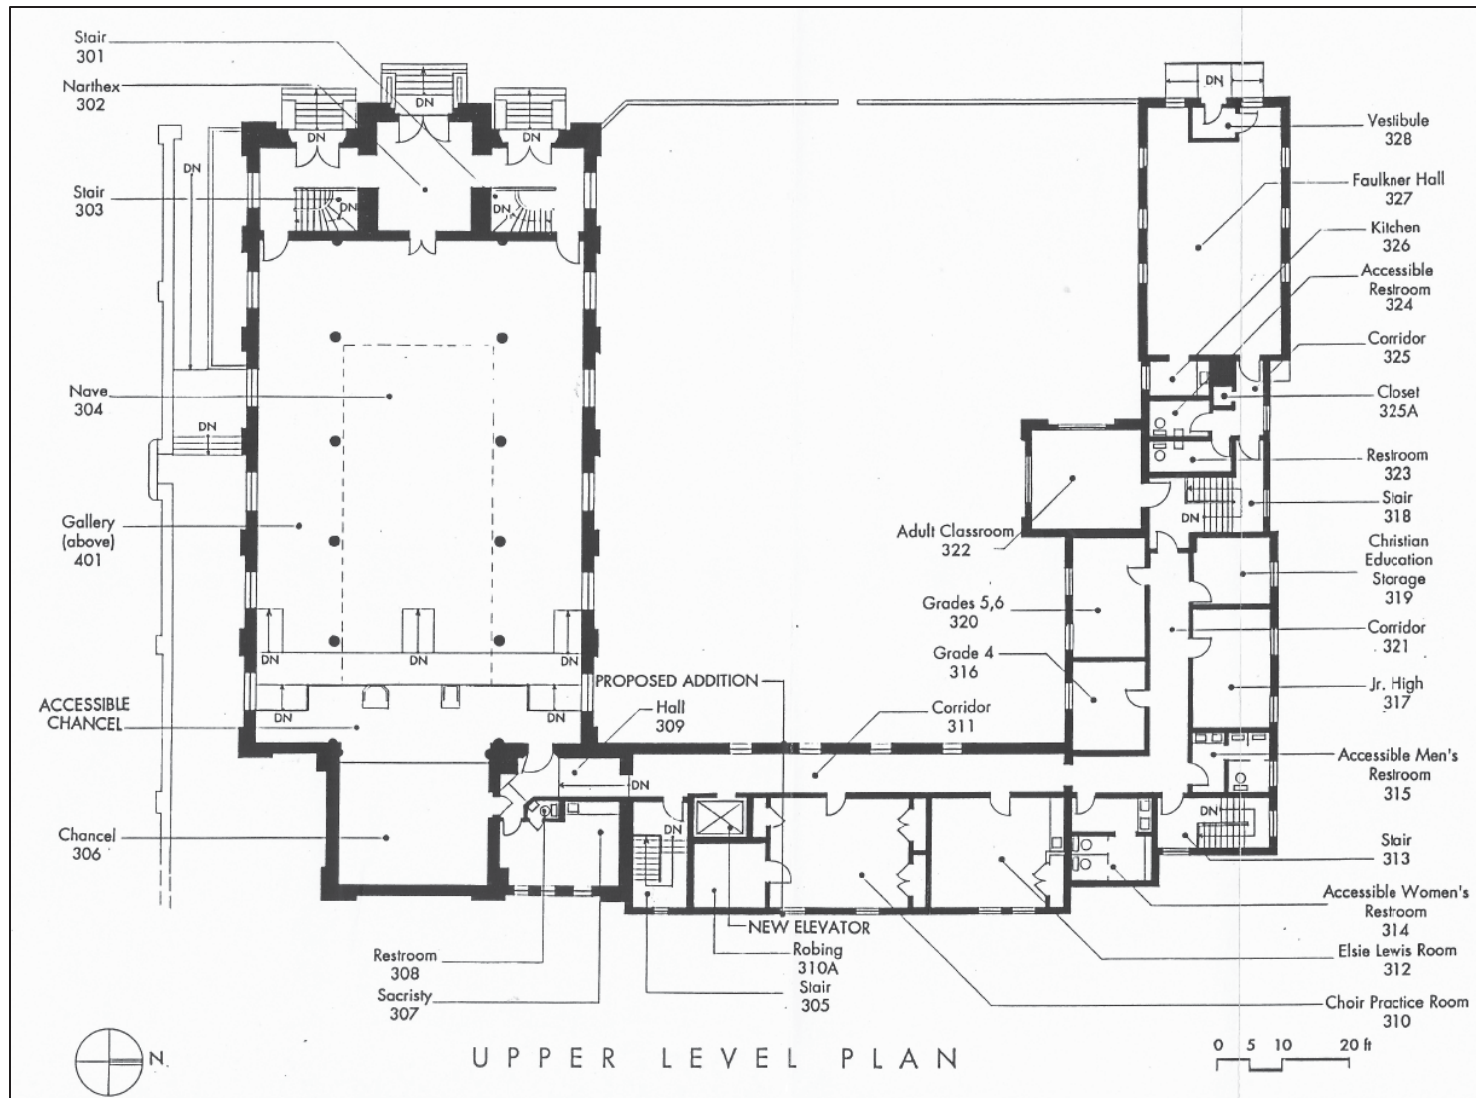 Stair
301
Narthex
302
DN
DN
DN
Stair
303
DN
DN
DN
Nave
304
DN
Gallery
(above)
401
DN
DN
DN
DN
DN
ACCESSIBLE
CHANCEL
PROPOSED ADDITION
Hall
309
Corridor
311
DN
DN
Chancel
306
NEW ELEVATOR
Restroom
308
Robing
310A
Sacristy
307
Stair
305
DN
Vestibule
328
Faulkner Hall
327
Kitchen
326
Accessible
Restroom
324
Corridor
325
Closet
325A
Restroom
323
Stair
318
DN
Adult Classroom
322
Christian
Education
Storage
319
Grades 5,6
320
Corridor
321
Grade 4
316
Jr. High
317
Accessible Men's
Restroom
315
DN
Stair
313
Accessible Women's
Restroom
314
Elsie Lewis Room
312
Choir Practice Room
310
N
UPPER LEVEL PLAN
0 5 10 20 ft